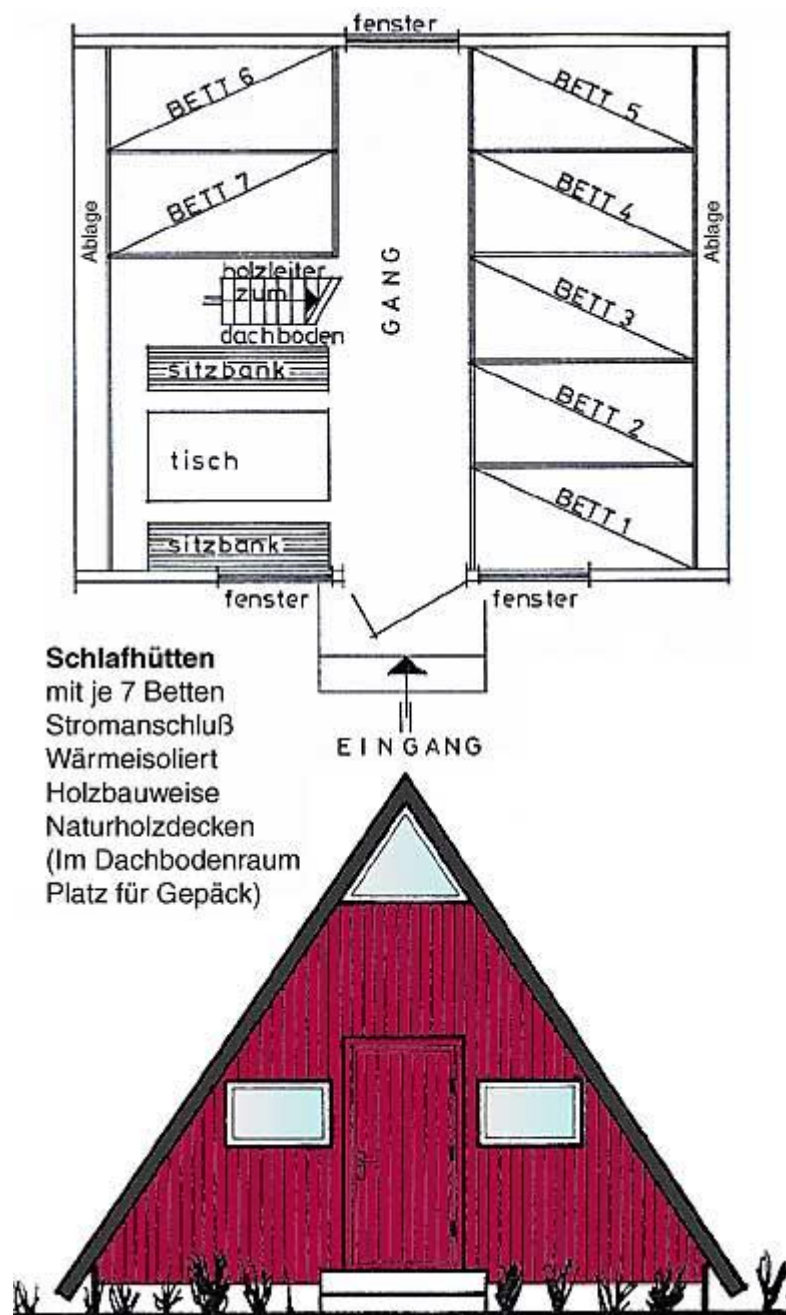 fenster
BETT 6
BETT 5
BETT 7
BETT 4
Ablage
Ablage
holzleiter
zum
dachboden
GANG
BETT 3
sitzbank
BETT 2
tisch
BETT 1
sitzbank
fenster
fenster
Schlafhütten
mit je 7 Betten
Stromanschluß
Wärmeisoliert
Holzbauweise
Naturholzdecken
(Im Dachbodenraum
Platz für Gepäck)
EINGANG